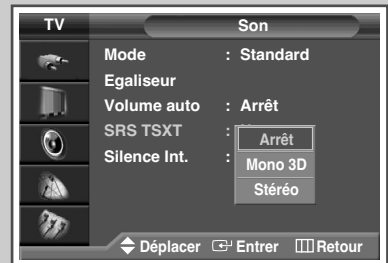 TV Son
Mode : Standard
Egaliseur
Volume auto : Arrêt
SRS TSXT :
Arrêt
Silence Int. :
Mono 3D
Stéréo
Déplacer Entrer Retour